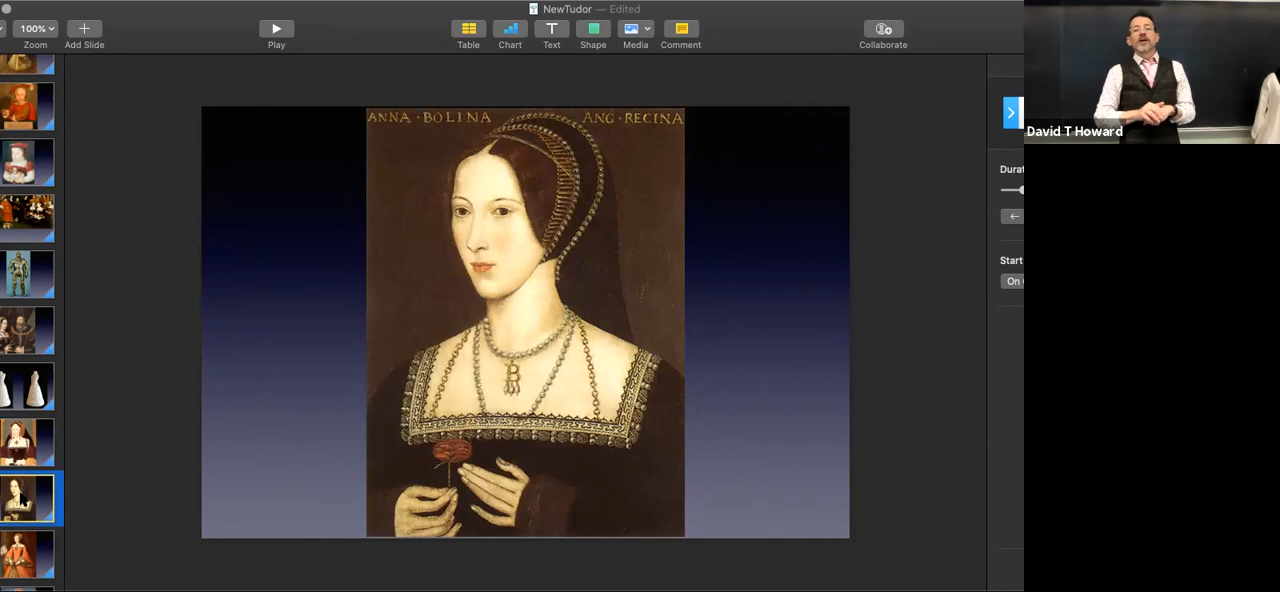 NewTudor — Edited
100%
Zoom
Add Slide
Play
Table
Chart
Text
Shape
Media
Comment
Collaborate
ANNA · BOLINA ANG · REGINA
B
Start
On
David T Howard